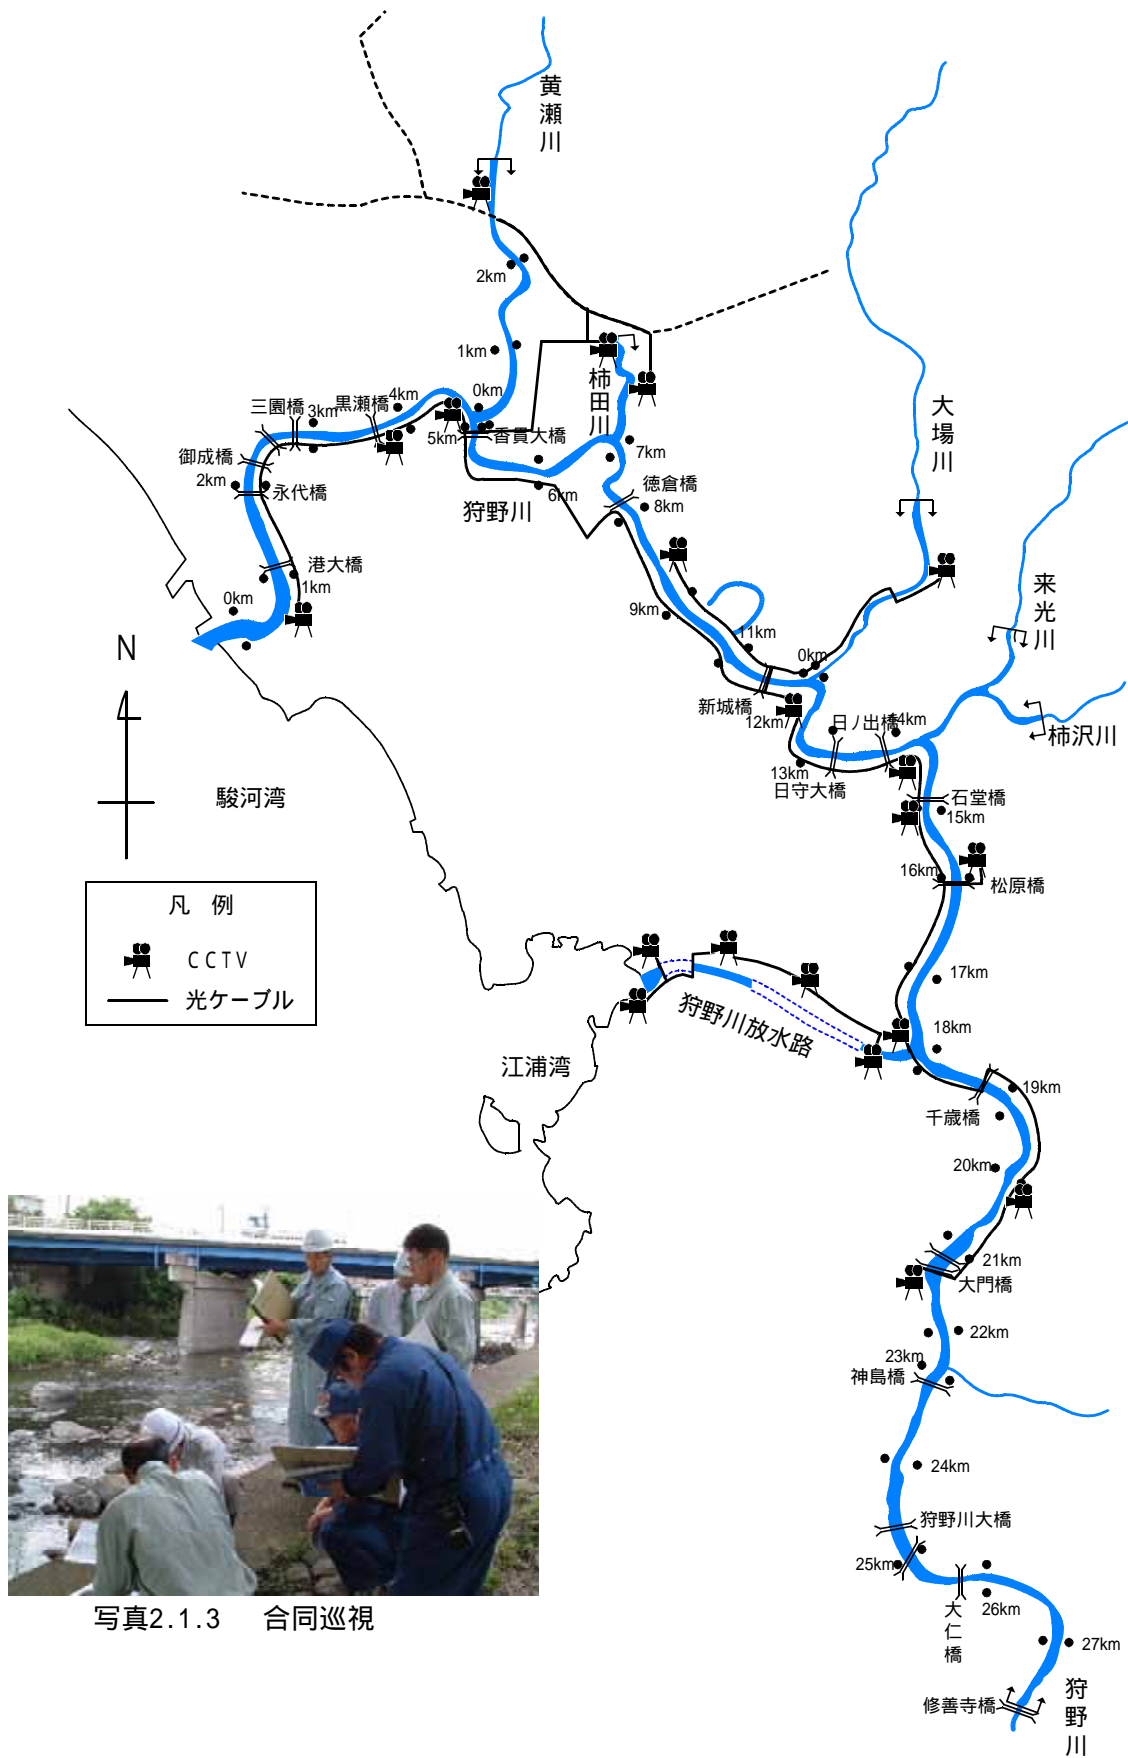 黄瀬川
2km
1km
0km
柿田川
大場川
三園橋
3km
黒瀬橋
4km
5km
香貫大橋
御成橋
2km
永代橋
7km
徳倉橋
8km
6km
狩野川
来光川
港大橋
1km
0km
9km
11km
0km
N
新城橋
12km
日ノ出橋
14km
柿沢川
13km
日守大橋
駿河湾
石堂橋
15km
16km
松原橋
凡 例
CCTV
光ケーブル
17km
狩野川放水路
18km
江浦湾
19km
千歳橋
20km
21km
大門橋
22km
23km
神島橋
24km
狩野川大橋
25km
大仁橋
26km
27km
修善寺橋
狩野川
写真2.1.3 合同巡視